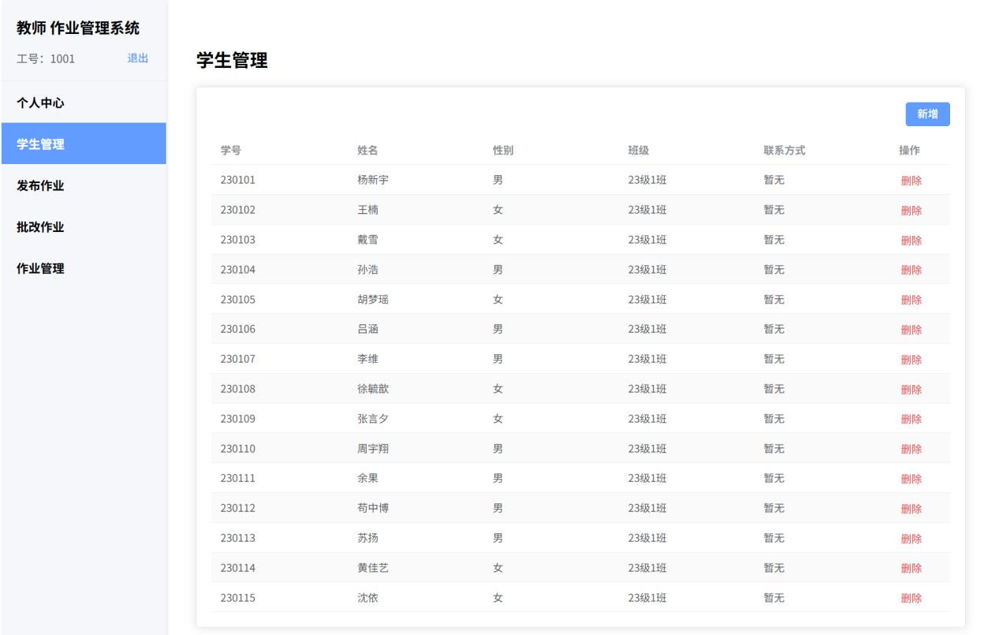 教师 作业管理系统
工号：1001 退出
个人中心
学生管理
发布作业
批改作业
作业管理
学生管理
新增
学号 姓名 性别 班级 联系方式 操作
230101 杨新宇 男 23级1班 暂无 删除
230102 王楠 女 23级1班 暂无 删除
230103 戴雪 女 23级1班 暂无 删除
230104 孙浩 男 23级1班 暂无 删除
230105 胡梦瑶 女 23级1班 暂无 删除
230106 吕涵 男 23级1班 暂无 删除
230107 李维 男 23级1班 暂无 删除
230108 徐毓歆 女 23级1班 暂无 删除
230109 张言夕 女 23级1班 暂无 删除
230110 周宇翔 男 23级1班 暂无 删除
230111 余果 男 23级1班 暂无 删除
230112 苟中博 男 23级1班 暂无 删除
230113 苏扬 男 23级1班 暂无 删除
230114 黄佳艺 女 23级1班 暂无 删除
230115 沈依 女 23级1班 暂无 删除